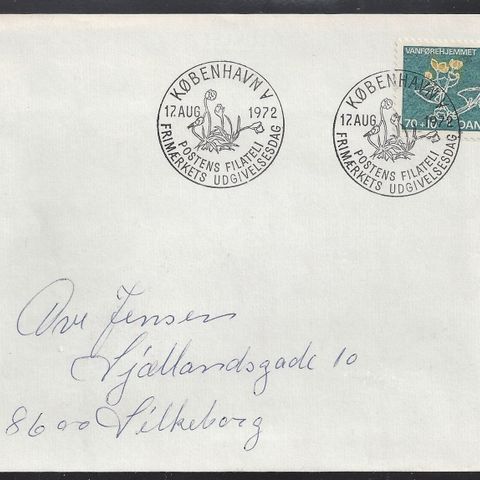 KØBENHAVN V
17.AUG 1972
POSTENS FILATELI
FRIMÆRKETS UDGIVELSESDAG
KØBENHAVN
17.AUG
POSTENS FILATELI
FRIMÆRKETS UDGIVELSESDAG
VANFØREHJEMMET
70+10
DAN
Ove Jensen
Sjællandsgade 10
8600 Silkeborg